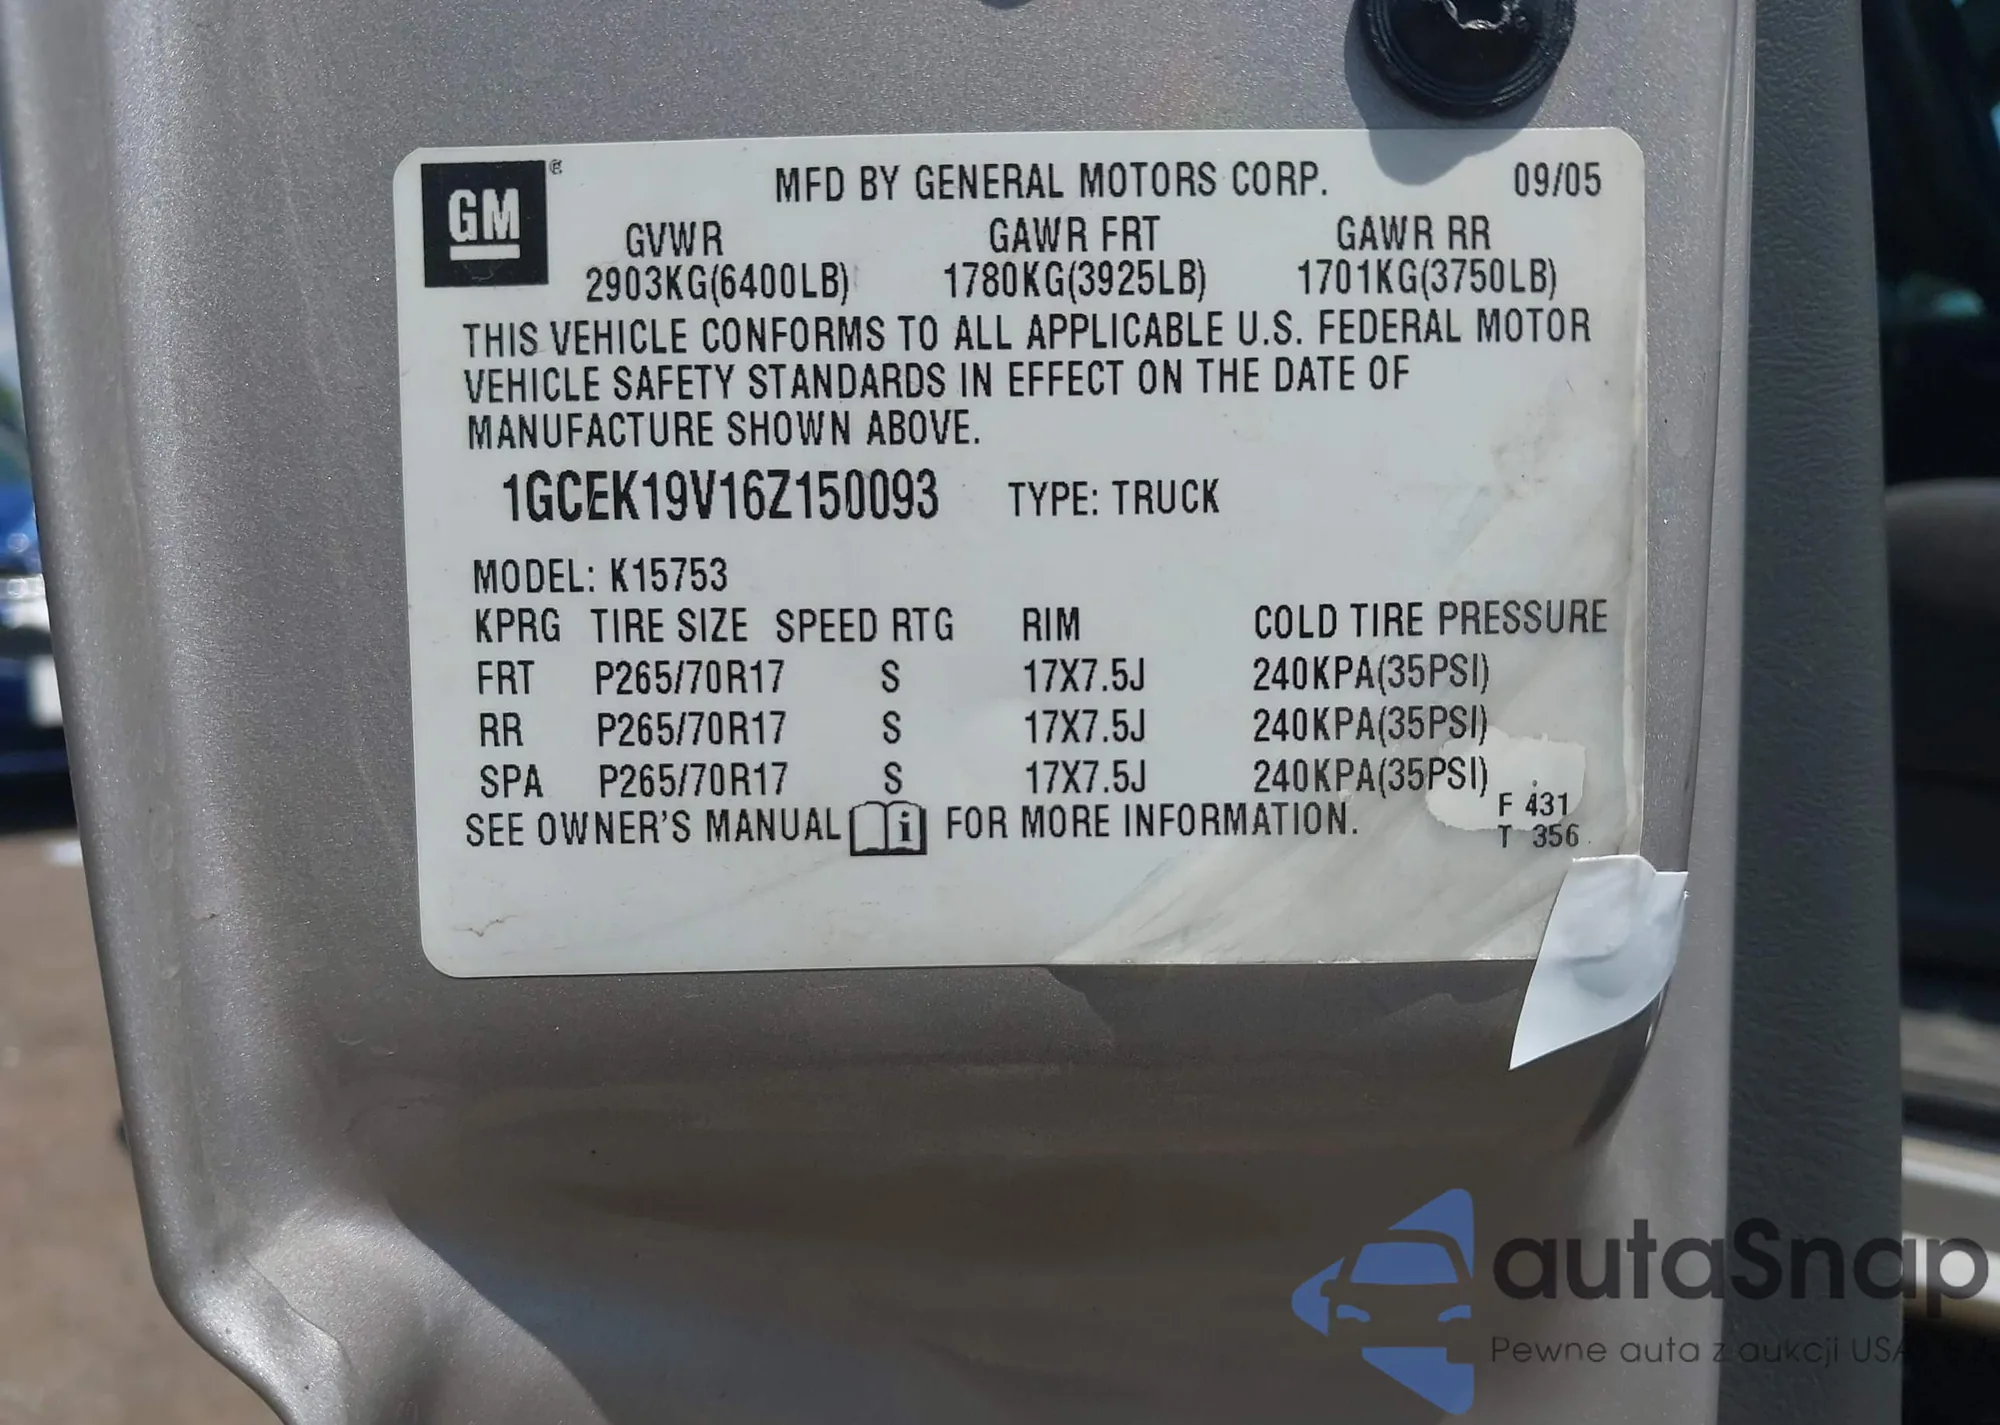 GM®
MFD BY GENERAL MOTORS CORP. 09/05
GVWR GAWR FRT GAWR RR
2903KG(6400LB) 1780KG(3925LB) 1701KG(3750LB)
THIS VEHICLE CONFORMS TO ALL APPLICABLE U.S. FEDERAL MOTOR
VEHICLE SAFETY STANDARDS IN EFFECT ON THE DATE OF
MANUFACTURE SHOWN ABOVE.
1GCEK19V16Z150093 TYPE: TRUCK
MODEL: K15753
KPRG TIRE SIZE SPEED RTG RIM COLD TIRE PRESSURE
FRT P265/70R17 S 17X7.5J 240KPA(35PSI)
RR P265/70R17 S 17X7.5J 240KPA(35PSI)
SPA P265/70R17 S 17X7.5J 240KPA(35PSI)
F 431
SEE OWNER'S MANUAL i FOR MORE INFORMATION.
T 356
autaSnap
Pewne auta z aukcji USA